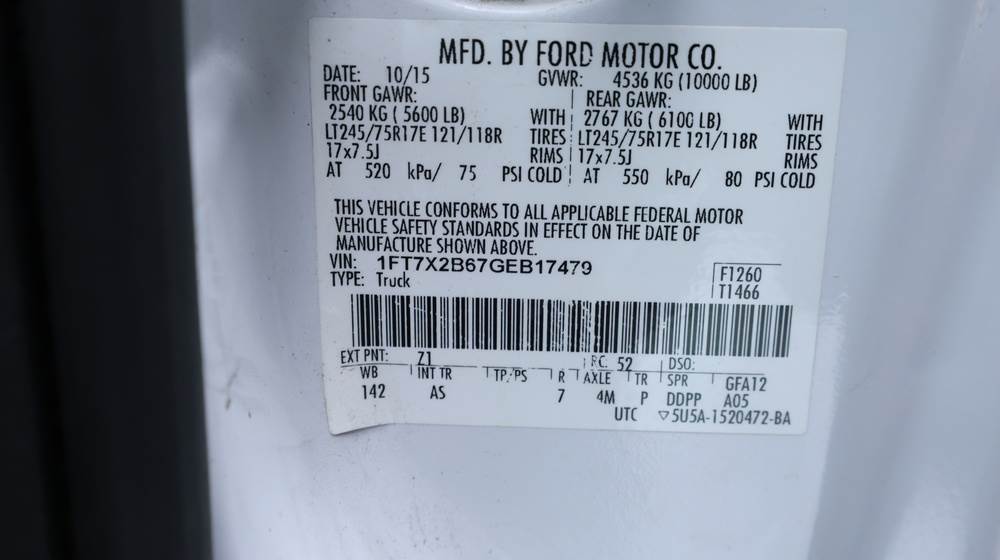 MFD. BY FORD MOTOR CO.
DATE: 10/15 GVWR: 4536 KG (10000 LB)
FRONT GAWR: REAR GAWR:
2540 KG ( 5600 LB) WITH 2767 KG ( 6100 LB) WITH
LT245/75R17E 121/118R TIRES LT245/75R17E 121/118R TIRES
17x7.5J RIMS 17x7.5J RIMS
AT 520 kPa/ 75 PSI COLD AT 550 kPa/ 80 PSI COLD
THIS VEHICLE CONFORMS TO ALL APPLICABLE FEDERAL MOTOR
VEHICLE SAFETY STANDARDS IN EFFECT ON THE DATE OF
MANUFACTURE SHOWN ABOVE.
VIN: 1FT7X2B67GEB17479 F1260
TYPE: Truck T1466
EXT PNT: Z1 RC: 52 DSO:
WB INT TR TP/PS R AXLE TR SPR GFA12
142 AS 7 4M P DDPP A05
UTC ▽5U5A-1520472-BA